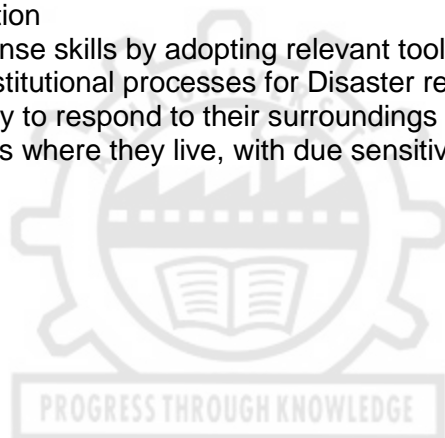 tion
nse skills by adopting relevant tool
stitutional processes for Disaster re
y to respond to their surroundings
s where they live, with due sensitiv
PROGRESS THROUGH KNOWLEDGE